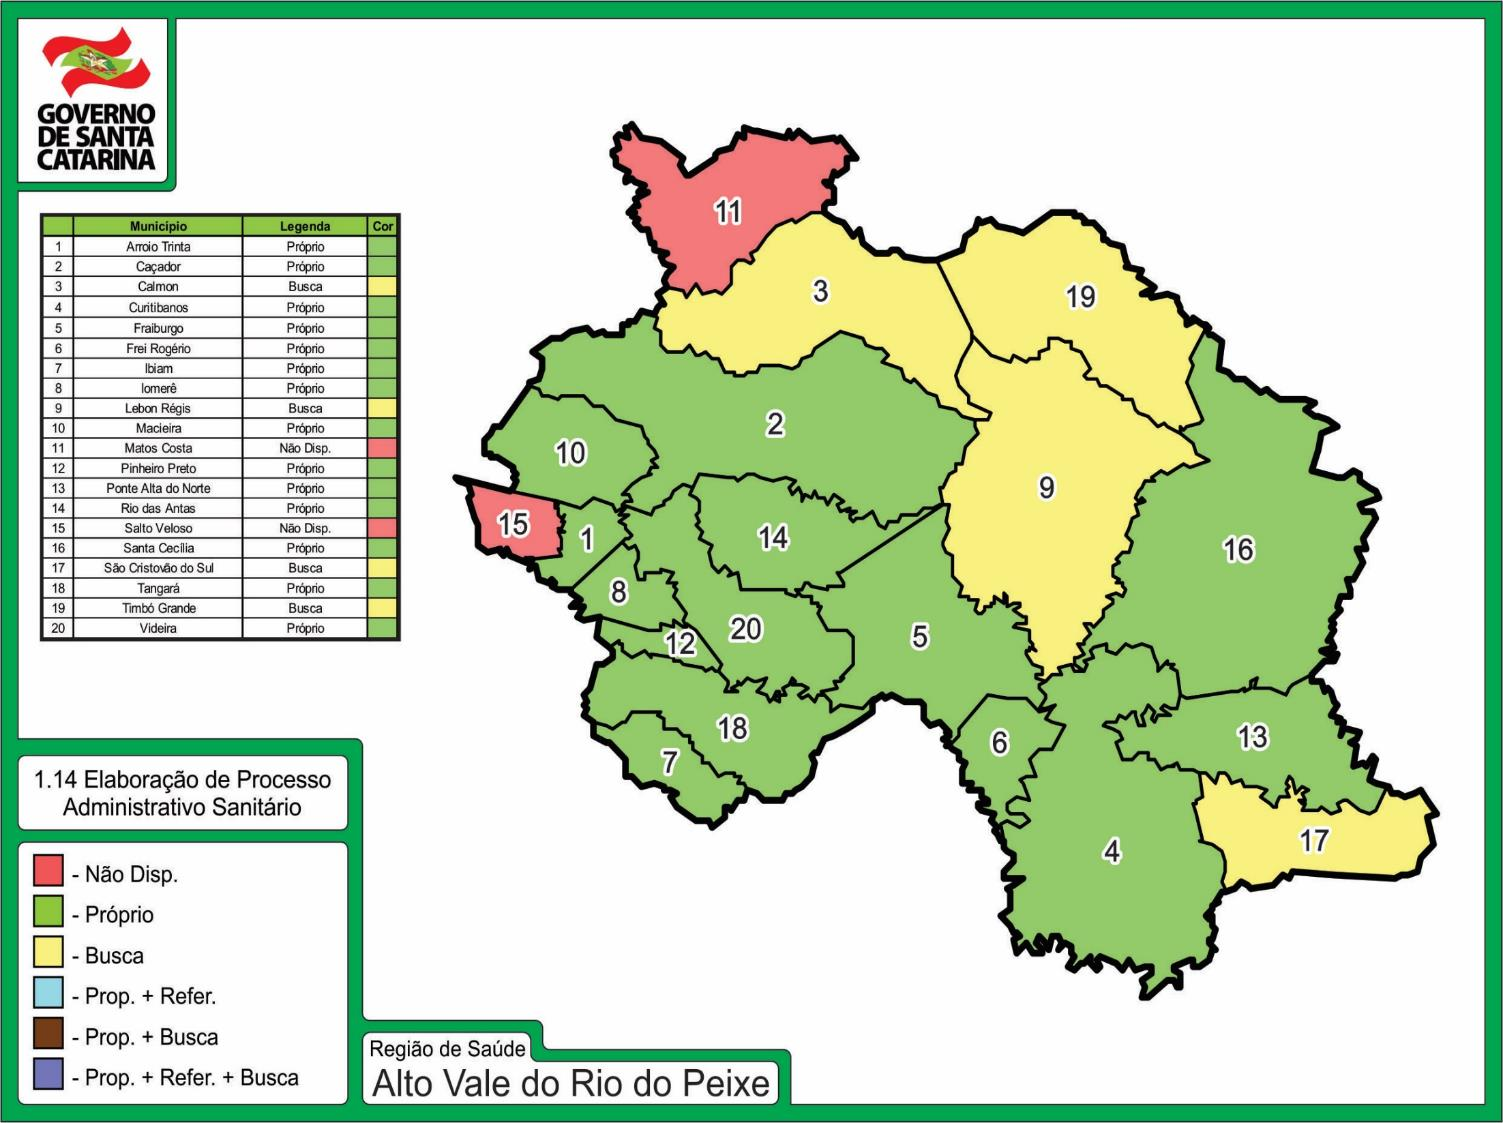 GOVERNO
DE SANTA
CATARINA
Município Legenda Cor
1 Arroio Trinta Próprio
2 Caçador Próprio
3 Calmon Busca
4 Curitibanos Próprio
5 Fraiburgo Próprio
6 Frei Rogério Próprio
7 Ibiam Próprio
8 Iomerê Próprio
9 Lebon Régis Busca
10 Macieira Próprio
11 Matos Costa Não Disp.
12 Pinheiro Preto Próprio
13 Ponte Alta do Norte Próprio
14 Rio das Antas Próprio
15 Salto Veloso Não Disp.
16 Santa Cecília Próprio
17 São Cristovão do Sul Busca
18 Tangará Próprio
19 Timbó Grande Busca
20 Videira Próprio
11
3
19
2
10
9
15
1
14
16
8
20
12
5
18
6
13
7
17
4
1.14 Elaboração de Processo
Administrativo Sanitário
- Não Disp.
- Próprio
- Busca
- Prop. + Refer.
- Prop. + Busca
- Prop. + Refer. + Busca
Região de Saúde
Alto Vale do Rio do Peixe